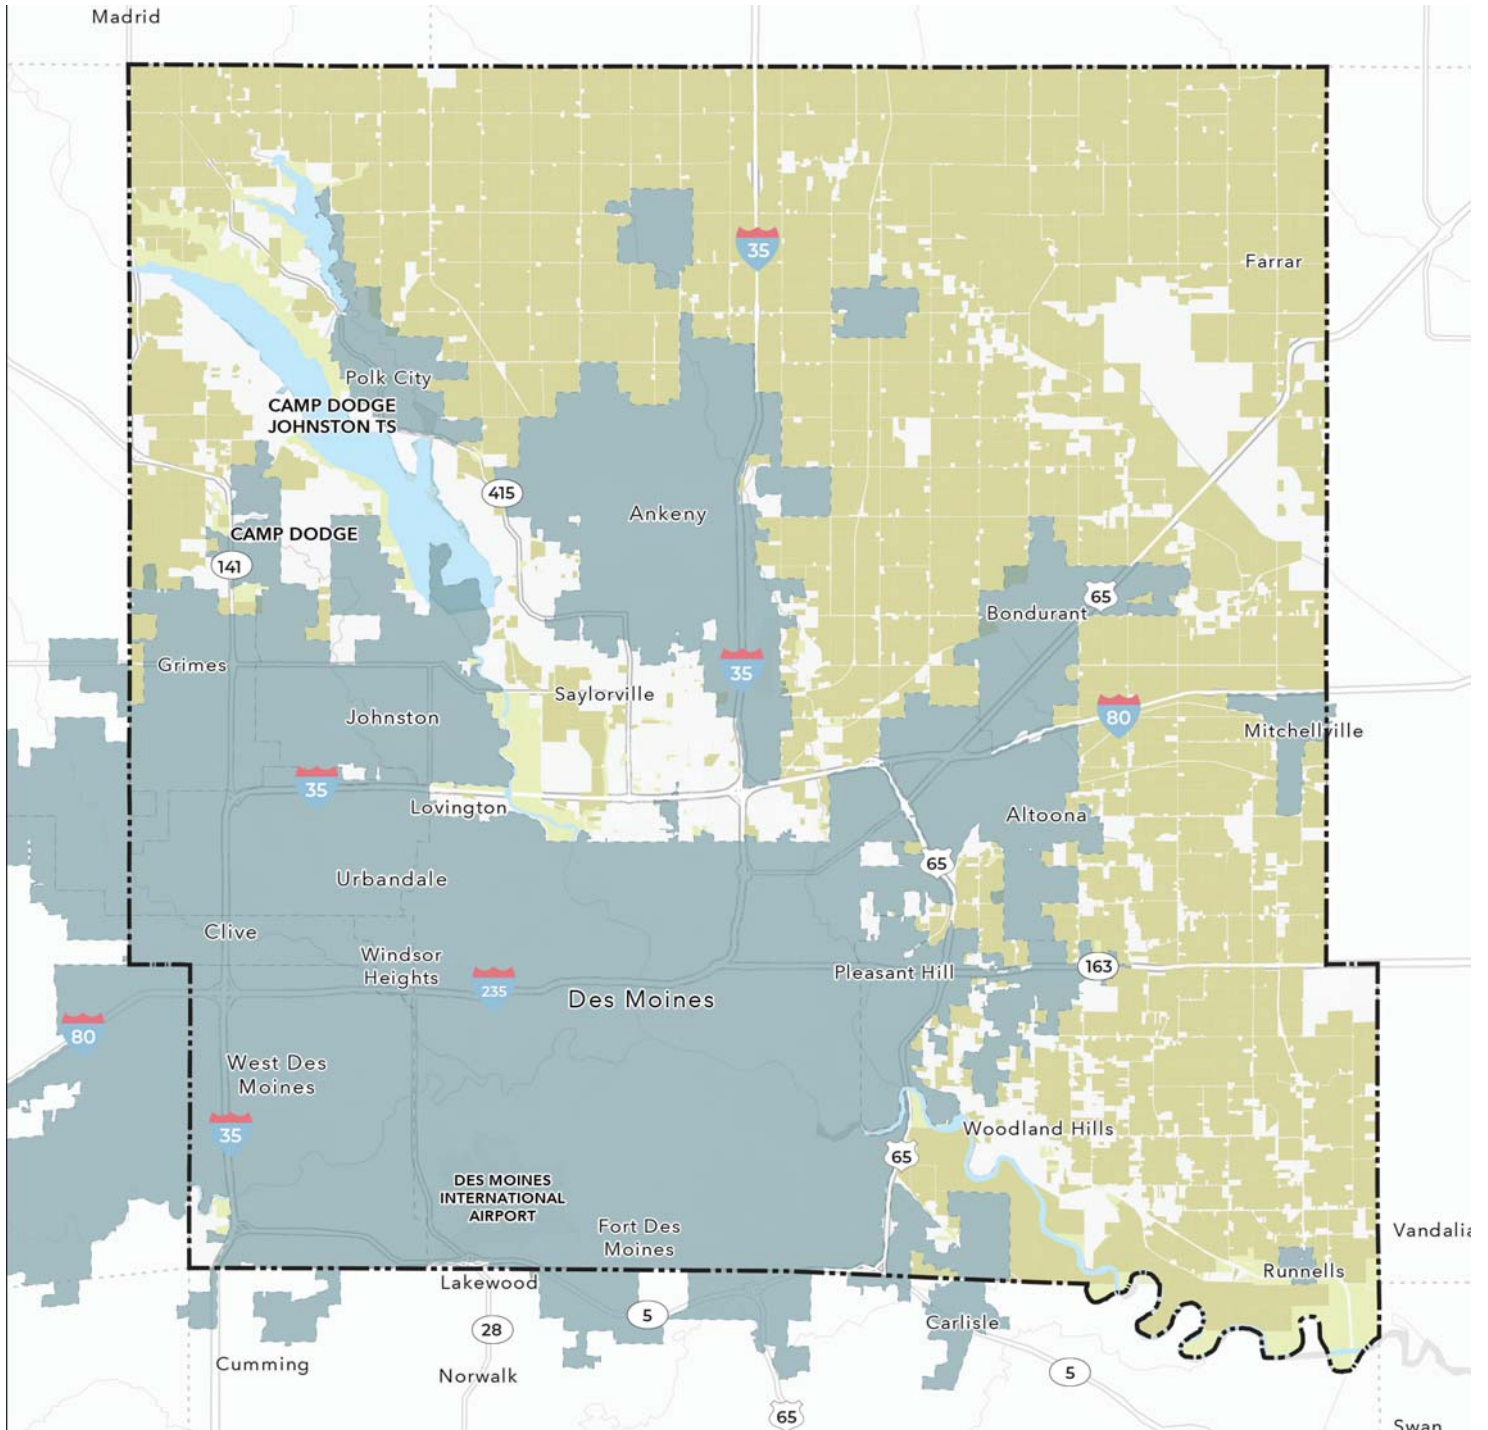 Madrid
35
Farrar
Polk City
CAMP DODGE
JOHNSTON TS
415
Ankeny
CAMP DODGE
141
65
Bondurant
Grimes
35
Saylorville
Johnston
80
Mitchellville
35
Lovington
Altoona
65
Urbandale
Clive
Windsor
Heights
Pleasant Hill
163
235
Des Moines
80
West Des
Moines
35
Woodland Hills
65
DES MOINES
INTERNATIONAL
AIRPORT
Fort Des
Moines
Vandalia
Runnells
Lakewood
5
28
Carlisle
Cumming
Norwalk
5
65
Swan